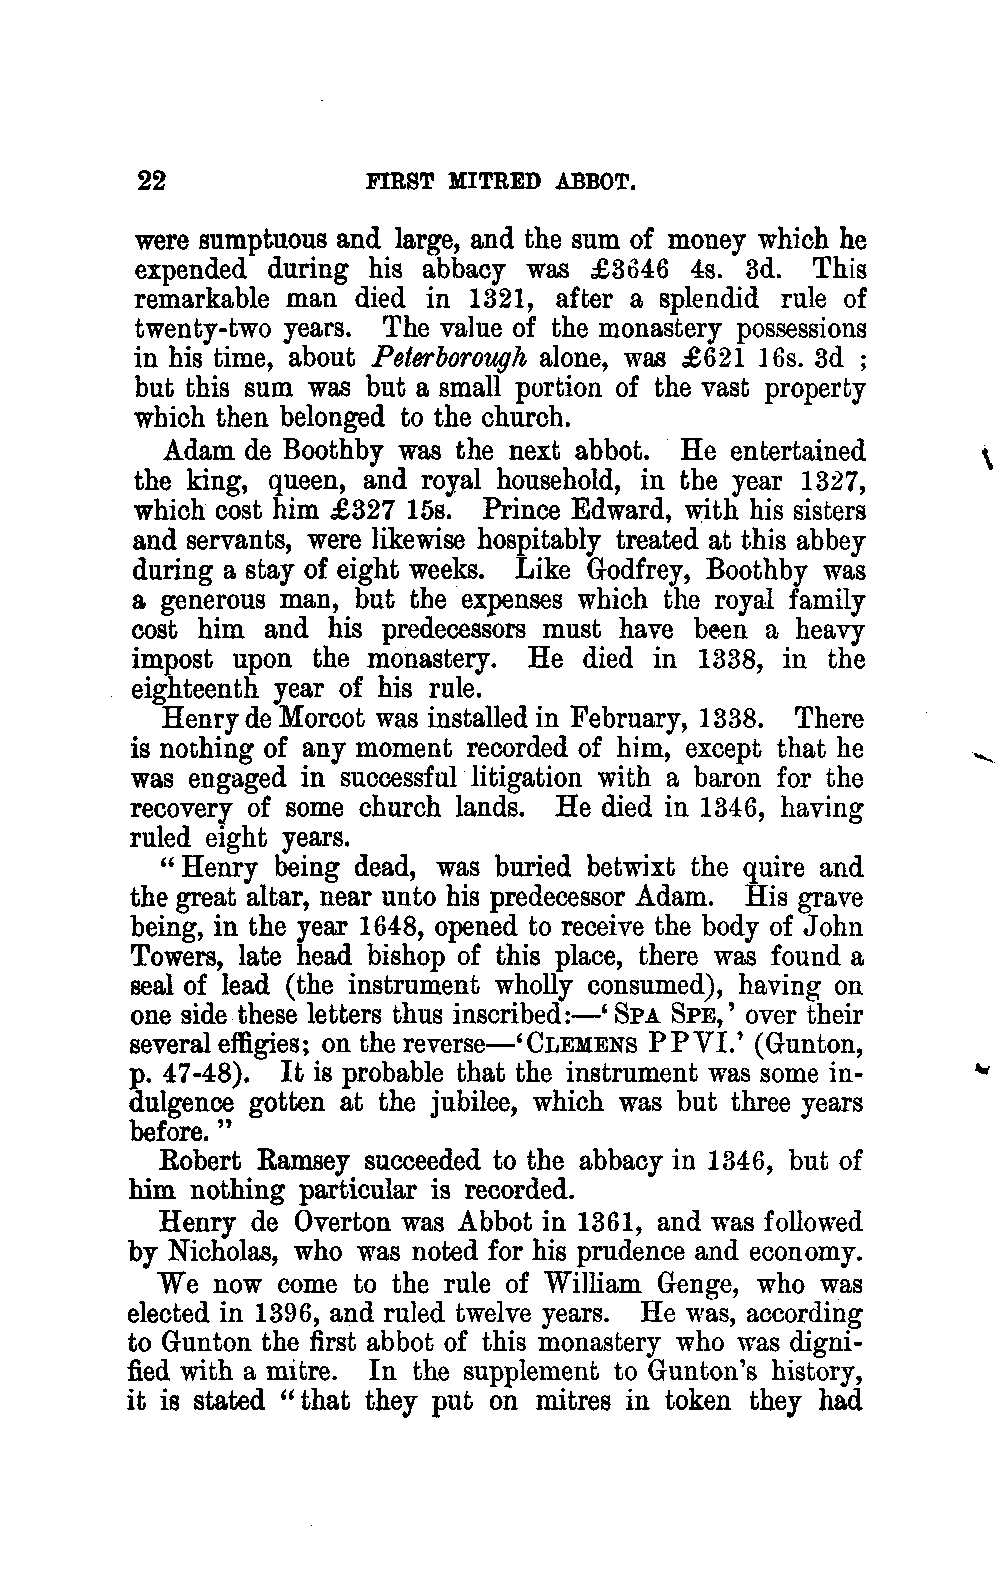 22 FIRST MITRED ABBOT.
were sumptuous and large, and the sum of money which he
expended during his abbacy was £3646 4s. 3d. This
remarkable man died in 1321, after a splendid rule of
twenty-two years. The value of the monastery possessions
in his time, about Peterborough alone, was £621 16s. 3d ;
but this sum was but a small portion of the vast property
which then belonged to the church.
Adam de Boothby was the next abbot. He entertained
the king, queen, and royal household, in the year 1327,
which cost him £327 15s. Prince Edward, with his sisters
and servants, were likewise hospitably treated at this abbey
during a stay of eight weeks. Like Godfrey, Boothby was
a generous man, but the expenses which the royal family
cost him and his predecessors must have been a heavy
impost upon the monastery. He died in 1338, in the
eighteenth year of his rule.
Henry de Morcot was installed in February, 1338. There
is nothing of any moment recorded of him, except that he
was engaged in successful litigation with a baron for the
recovery of some church lands. He died in 1346, having
ruled eight years.
"Henry being dead, was buried betwixt the quire and
the great altar, near unto his predecessor Adam. His grave
being, in the year 1648, opened to receive the body of John
Towers, late head bishop of this place, there was found a
seal of lead (the instrument wholly consumed), having on
one side these letters thus inscribed:—'SPA SPE,' over their
several effigies; on the reverse—'CLEMENS P P VI.' (Gunton,
p. 47-48). It is probable that the instrument was some in-
dulgence gotten at the jubilee, which was but three years
before."
Robert Ramsey succeeded to the abbacy in 1346, but of
him nothing particular is recorded.
Henry de Overton was Abbot in 1361, and was followed
by Nicholas, who was noted for his prudence and economy.
We now come to the rule of William Genge, who was
elected in 1396, and ruled twelve years. He was, according
to Gunton the first abbot of this monastery who was digni-
fied with a mitre. In the supplement to Gunton's history,
it is stated "that they put on mitres in token they had